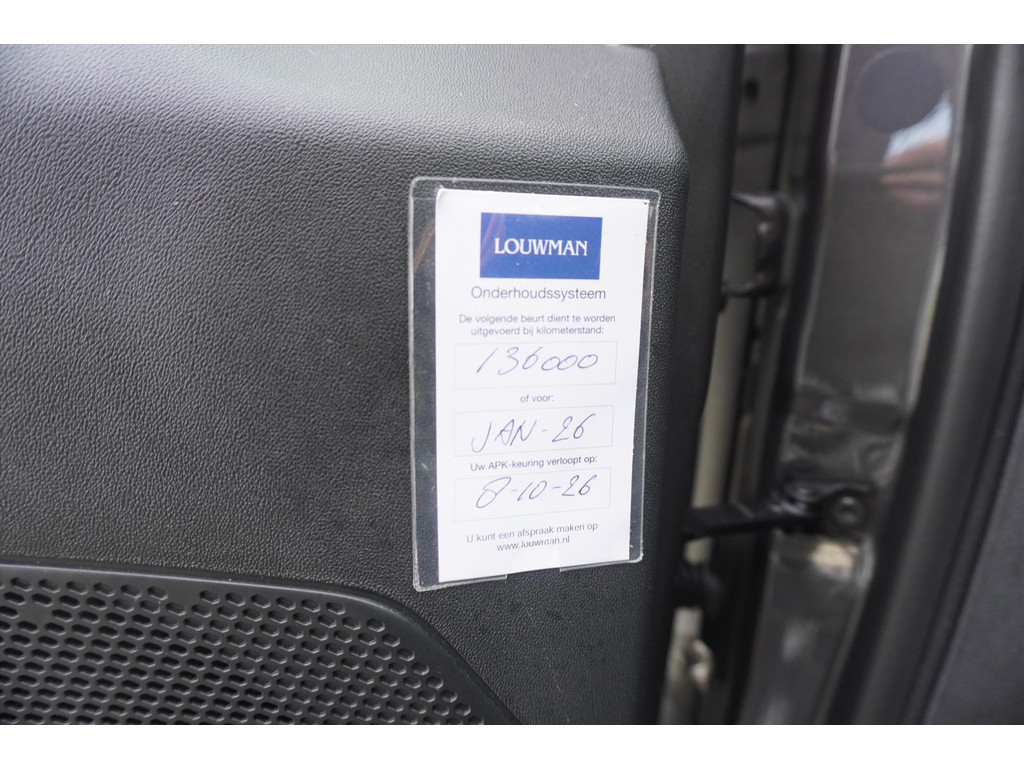 LOUWMAN
Onderhoudssysteem
De volgende beurt dient te worden
uitgevoerd bij kilometerstand:
136000
of voor:
JAN-26
Uw APK-keuring verloopt op:
8-10-26
U kunt een afspraak maken op
www.louwman.nl